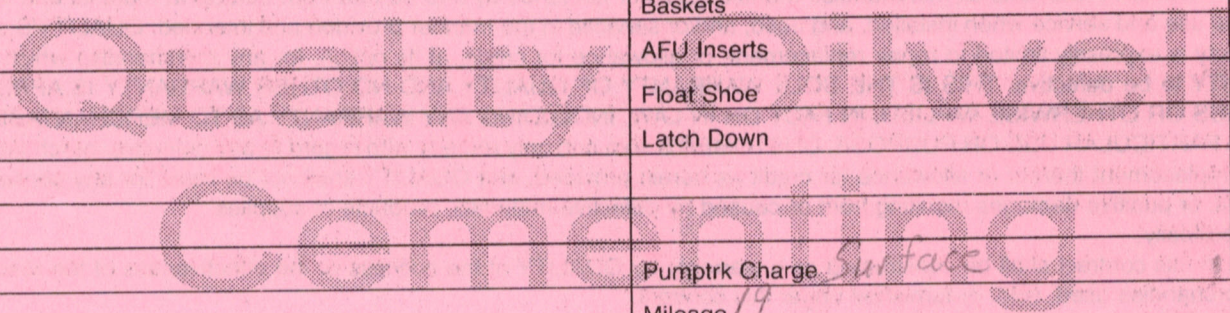 Baskets
Quality Oilwell
AFU Inserts
Float Shoe
Latch Down
Cementing
Pumptrk Charge Surface
Mileage 19